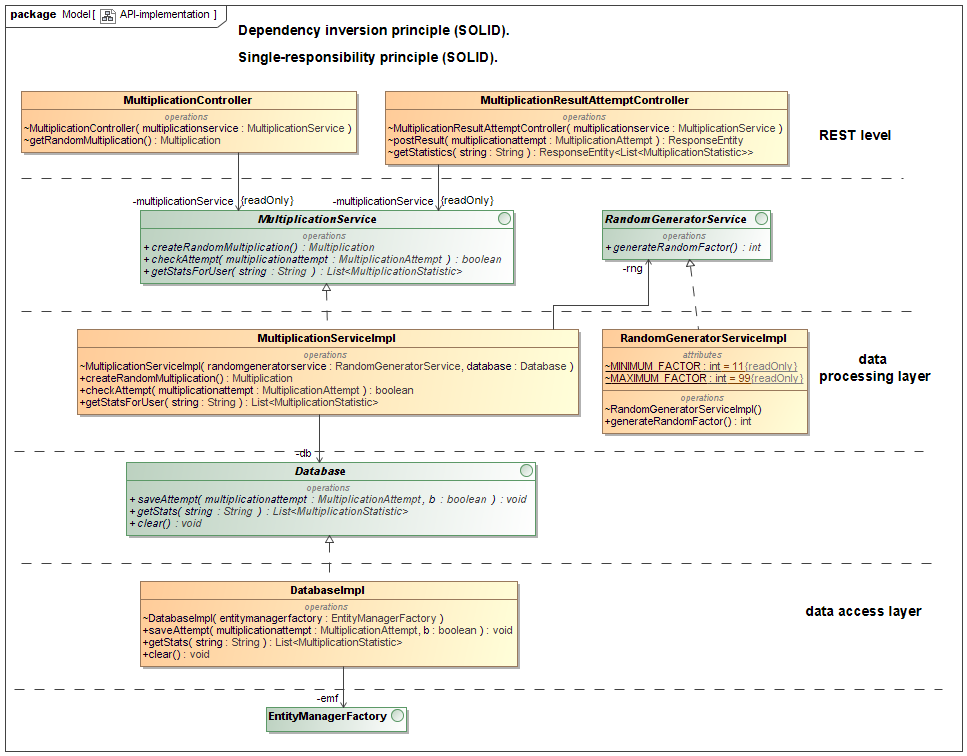 package Model[ API-implementation ]
Dependency inversion principle (SOLID).
Single-responsibility principle (SOLID).
MultiplicationController
operations
~MultiplicationController( multiplicationservice : MultiplicationService )
~getRandomMultiplication() : Multiplication
MultiplicationResultAttemptController
operations
~MultiplicationResultAttemptController( multiplicationservice : MultiplicationService )
~postResult( multiplicationattempt : MultiplicationAttempt ) : ResponseEntity
~getStatistics( string : String ) : ResponseEntity<List<MultiplicationStatistic>>
REST level
-multiplicationService {readOnly}
-multiplicationService {readOnly}
MultiplicationService
operations
+createRandomMultiplication() : Multiplication
+checkAttempt( multiplicationattempt : MultiplicationAttempt ) : boolean
+getStatsForUser( string : String ) : List<MultiplicationStatistic>
RandomGeneratorService
operations
+generateRandomFactor() : int
-rng
MultiplicationServiceImpl
operations
~MultiplicationServiceImpl( randomgeneratorservice : RandomGeneratorService, database : Database )
+createRandomMultiplication() : Multiplication
+checkAttempt( multiplicationattempt : MultiplicationAttempt ) : boolean
+getStatsForUser( string : String ) : List<MultiplicationStatistic>
RandomGeneratorServiceImpl
attributes
~MINIMUM_FACTOR : int = 11{readOnly}
~MAXIMUM_FACTOR : int = 99{readOnly}
operations
~RandomGeneratorServiceImpl()
+generateRandomFactor() : int
data
processing layer
-db
Database
operations
+saveAttempt( multiplicationattempt : MultiplicationAttempt, b : boolean ) : void
+getStats( string : String ) : List<MultiplicationStatistic>
+clear() : void
DatabaseImpl
operations
~DatabaseImpl( entitymanagerfactory : EntityManagerFactory )
+saveAttempt( multiplicationattempt : MultiplicationAttempt, b : boolean ) : void
+getStats( string : String ) : List<MultiplicationStatistic>
+clear() : void
data access layer
-emf
EntityManagerFactory